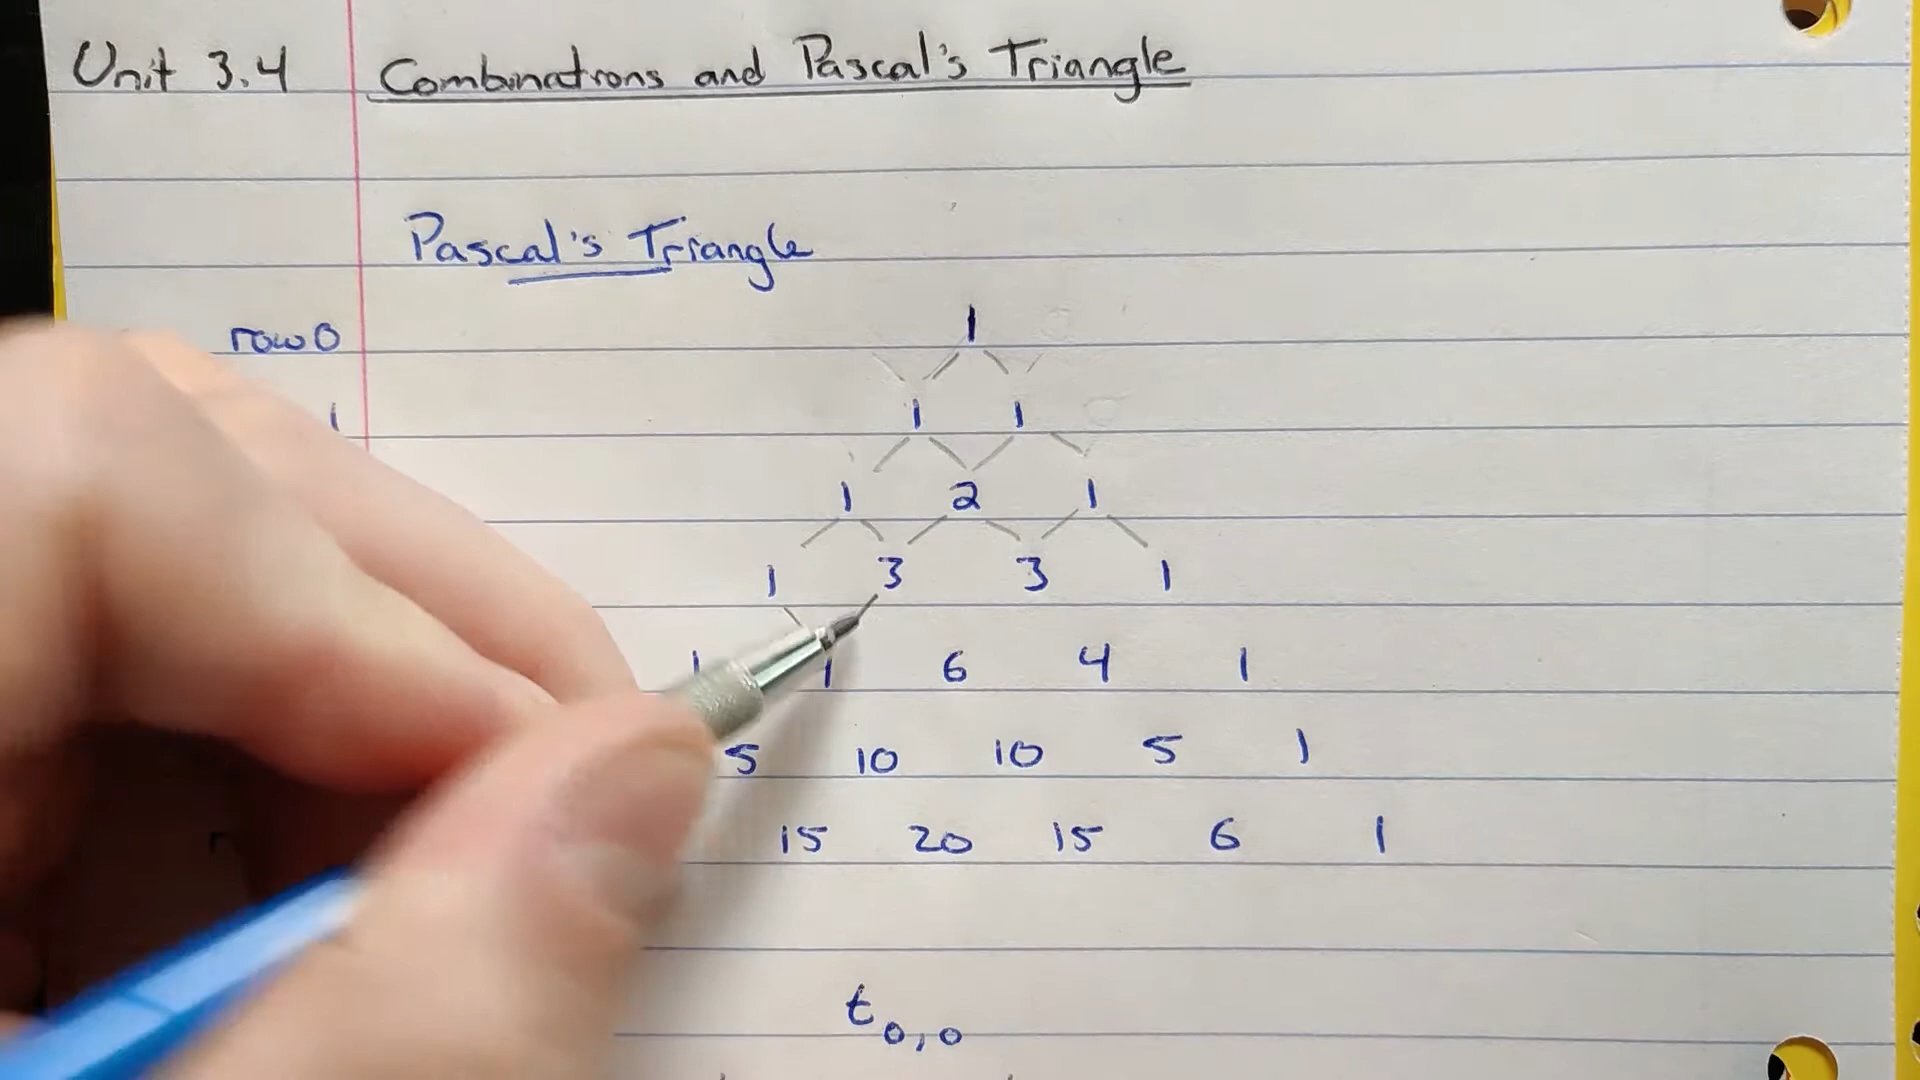 Unit 3.4 Combinations and Pascal's Triangle
Pascal's Triangle
row 0 1
1 1 1
1 2 1
1 3 3 1
1 6 4 1
5 10 10 5 1
15 20 15 6 1
t0,0